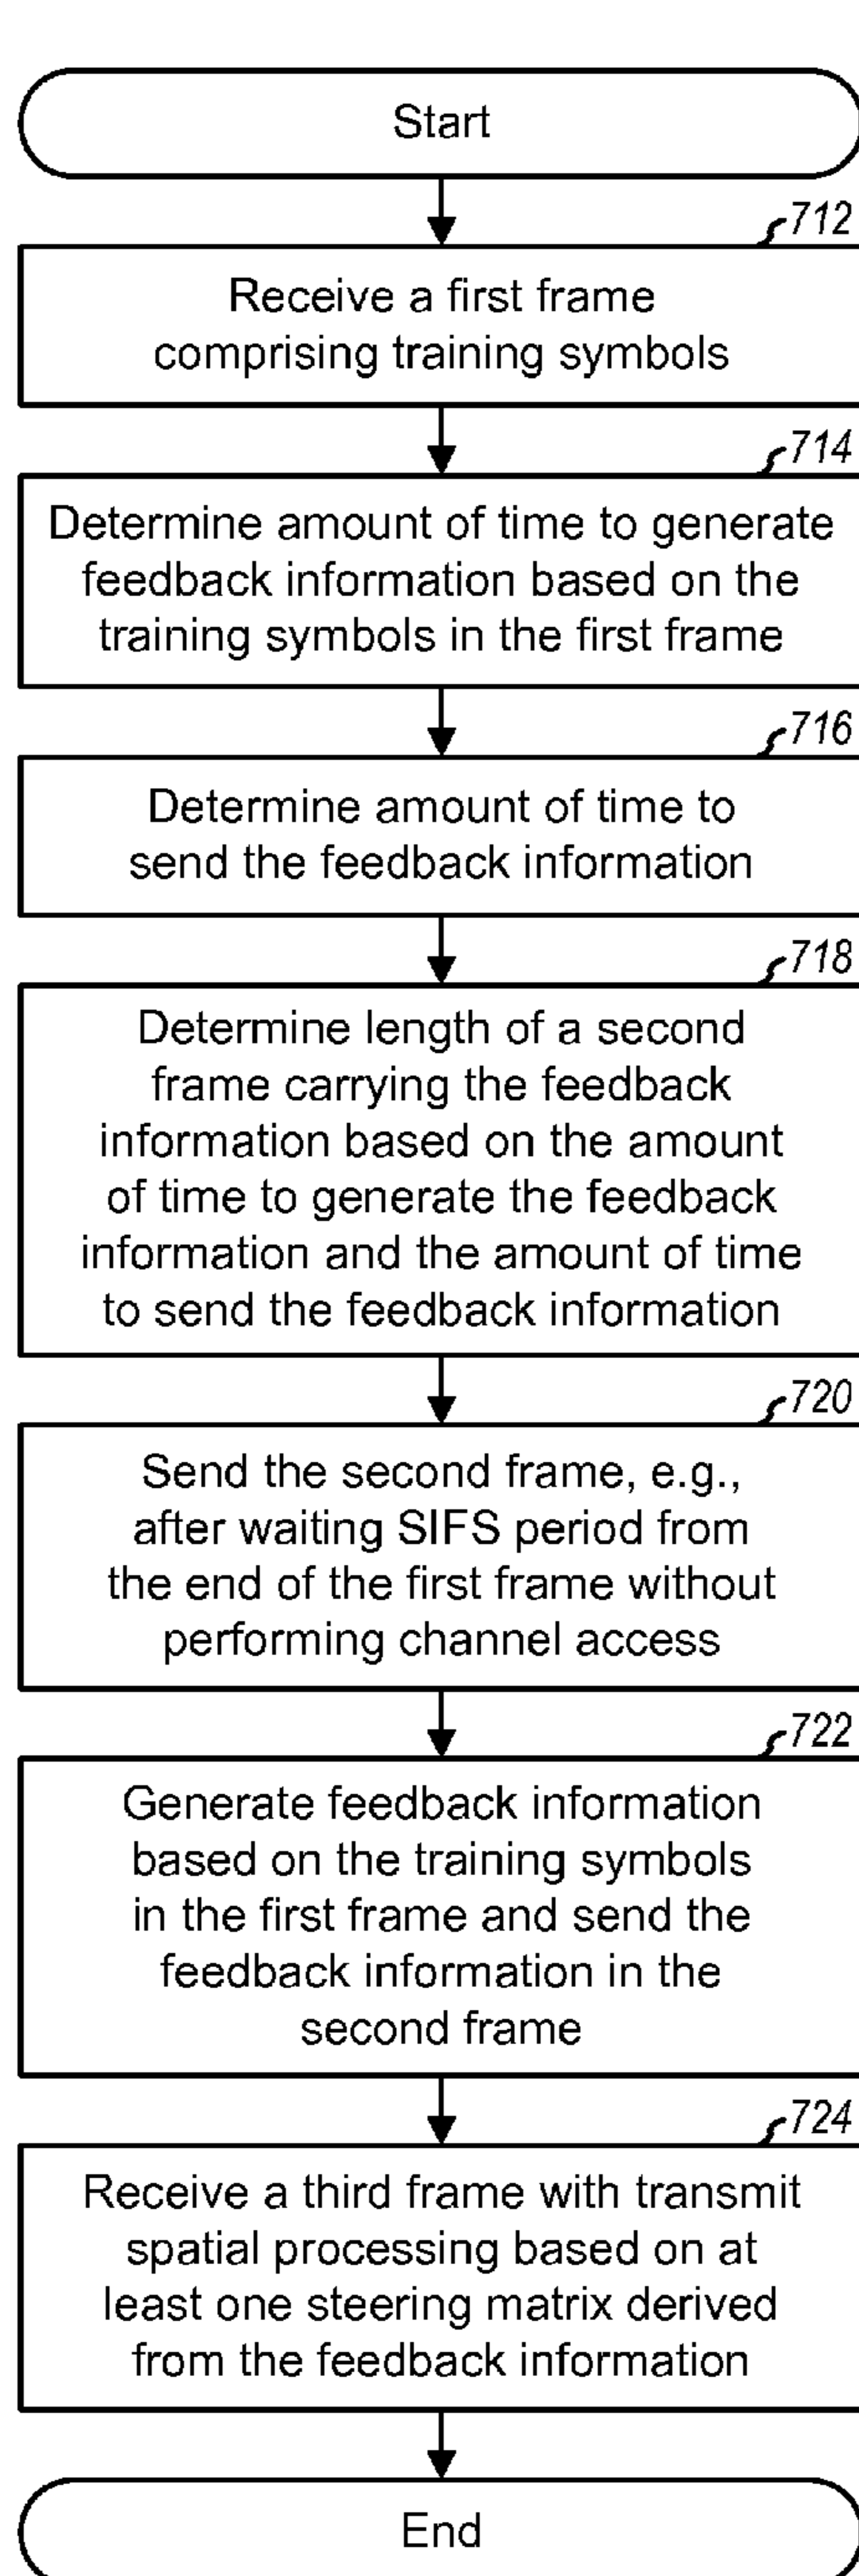 Start
712
Receive a first frame
comprising training symbols
714
Determine amount of time to generate
feedback information based on the
training symbols in the first frame
716
Determine amount of time to
send the feedback information
718
Determine length of a second
frame carrying the feedback
information based on the amount
of time to generate the feedback
information and the amount of time
to send the feedback information
720
Send the second frame, e.g.,
after waiting SIFS period from
the end of the first frame without
performing channel access
722
Generate feedback information
based on the training symbols
in the first frame and send the
feedback information in the
second frame
724
Receive a third frame with transmit
spatial processing based on at
least one steering matrix derived
from the feedback information
End